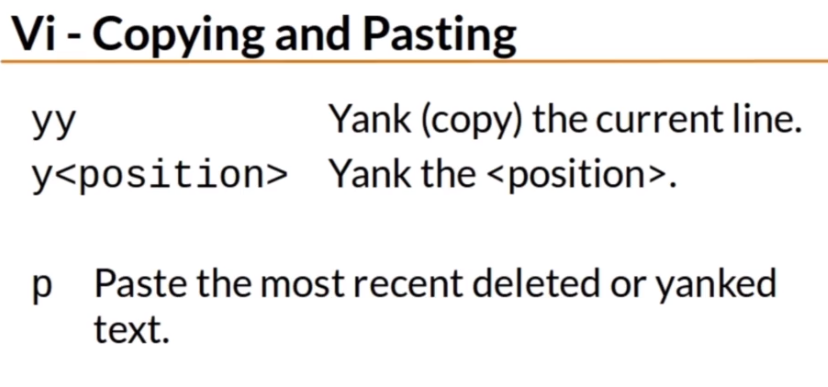 Vi - Copying and Pasting
yy Yank (copy) the current line.
y<position> Yank the <position>.
p Paste the most recent deleted or yanked
text.